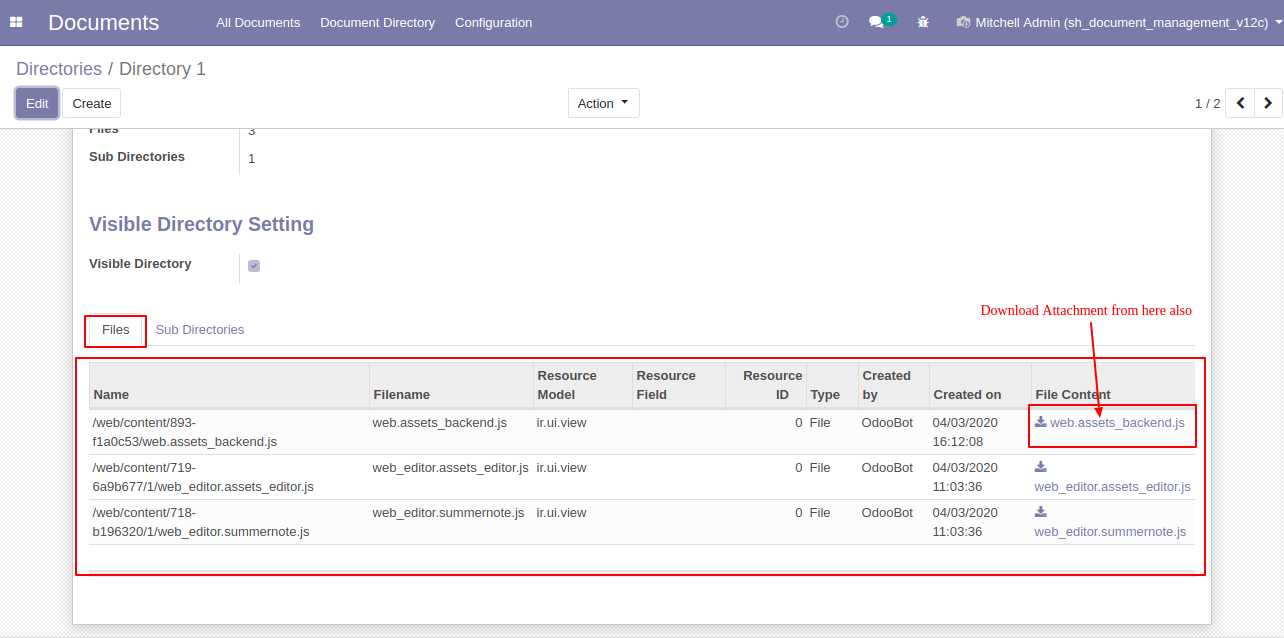 Documents All Documents Document Directory Configuration 1 Mitchell Admin (sh_document_management_v12c)
Directories / Directory 1
Edit Create Action 1 / 2
Files 3
Sub Directories 1
Visible Directory Setting
Visible Directory
Download Attachment from here also
Files Sub Directories
Resource Resource Resource Created
Name Filename Model Field ID Type by Created on File Content
/web/content/893- web.assets_backend.js ir.ui.view 0 File OdooBot 04/03/2020 web.assets_backend.js
f1a0c53/web.assets_backend.js 16:12:08
/web/content/719- web_editor.assets_editor.js ir.ui.view 0 File OdooBot 04/03/2020
6a9b677/1/web_editor.assets_editor.js 11:03:36 web_editor.assets_editor.js
/web/content/718- web_editor.summernote.js ir.ui.view 0 File OdooBot 04/03/2020
b196320/1/web_editor.summernote.js 11:03:36 web_editor.summernote.js